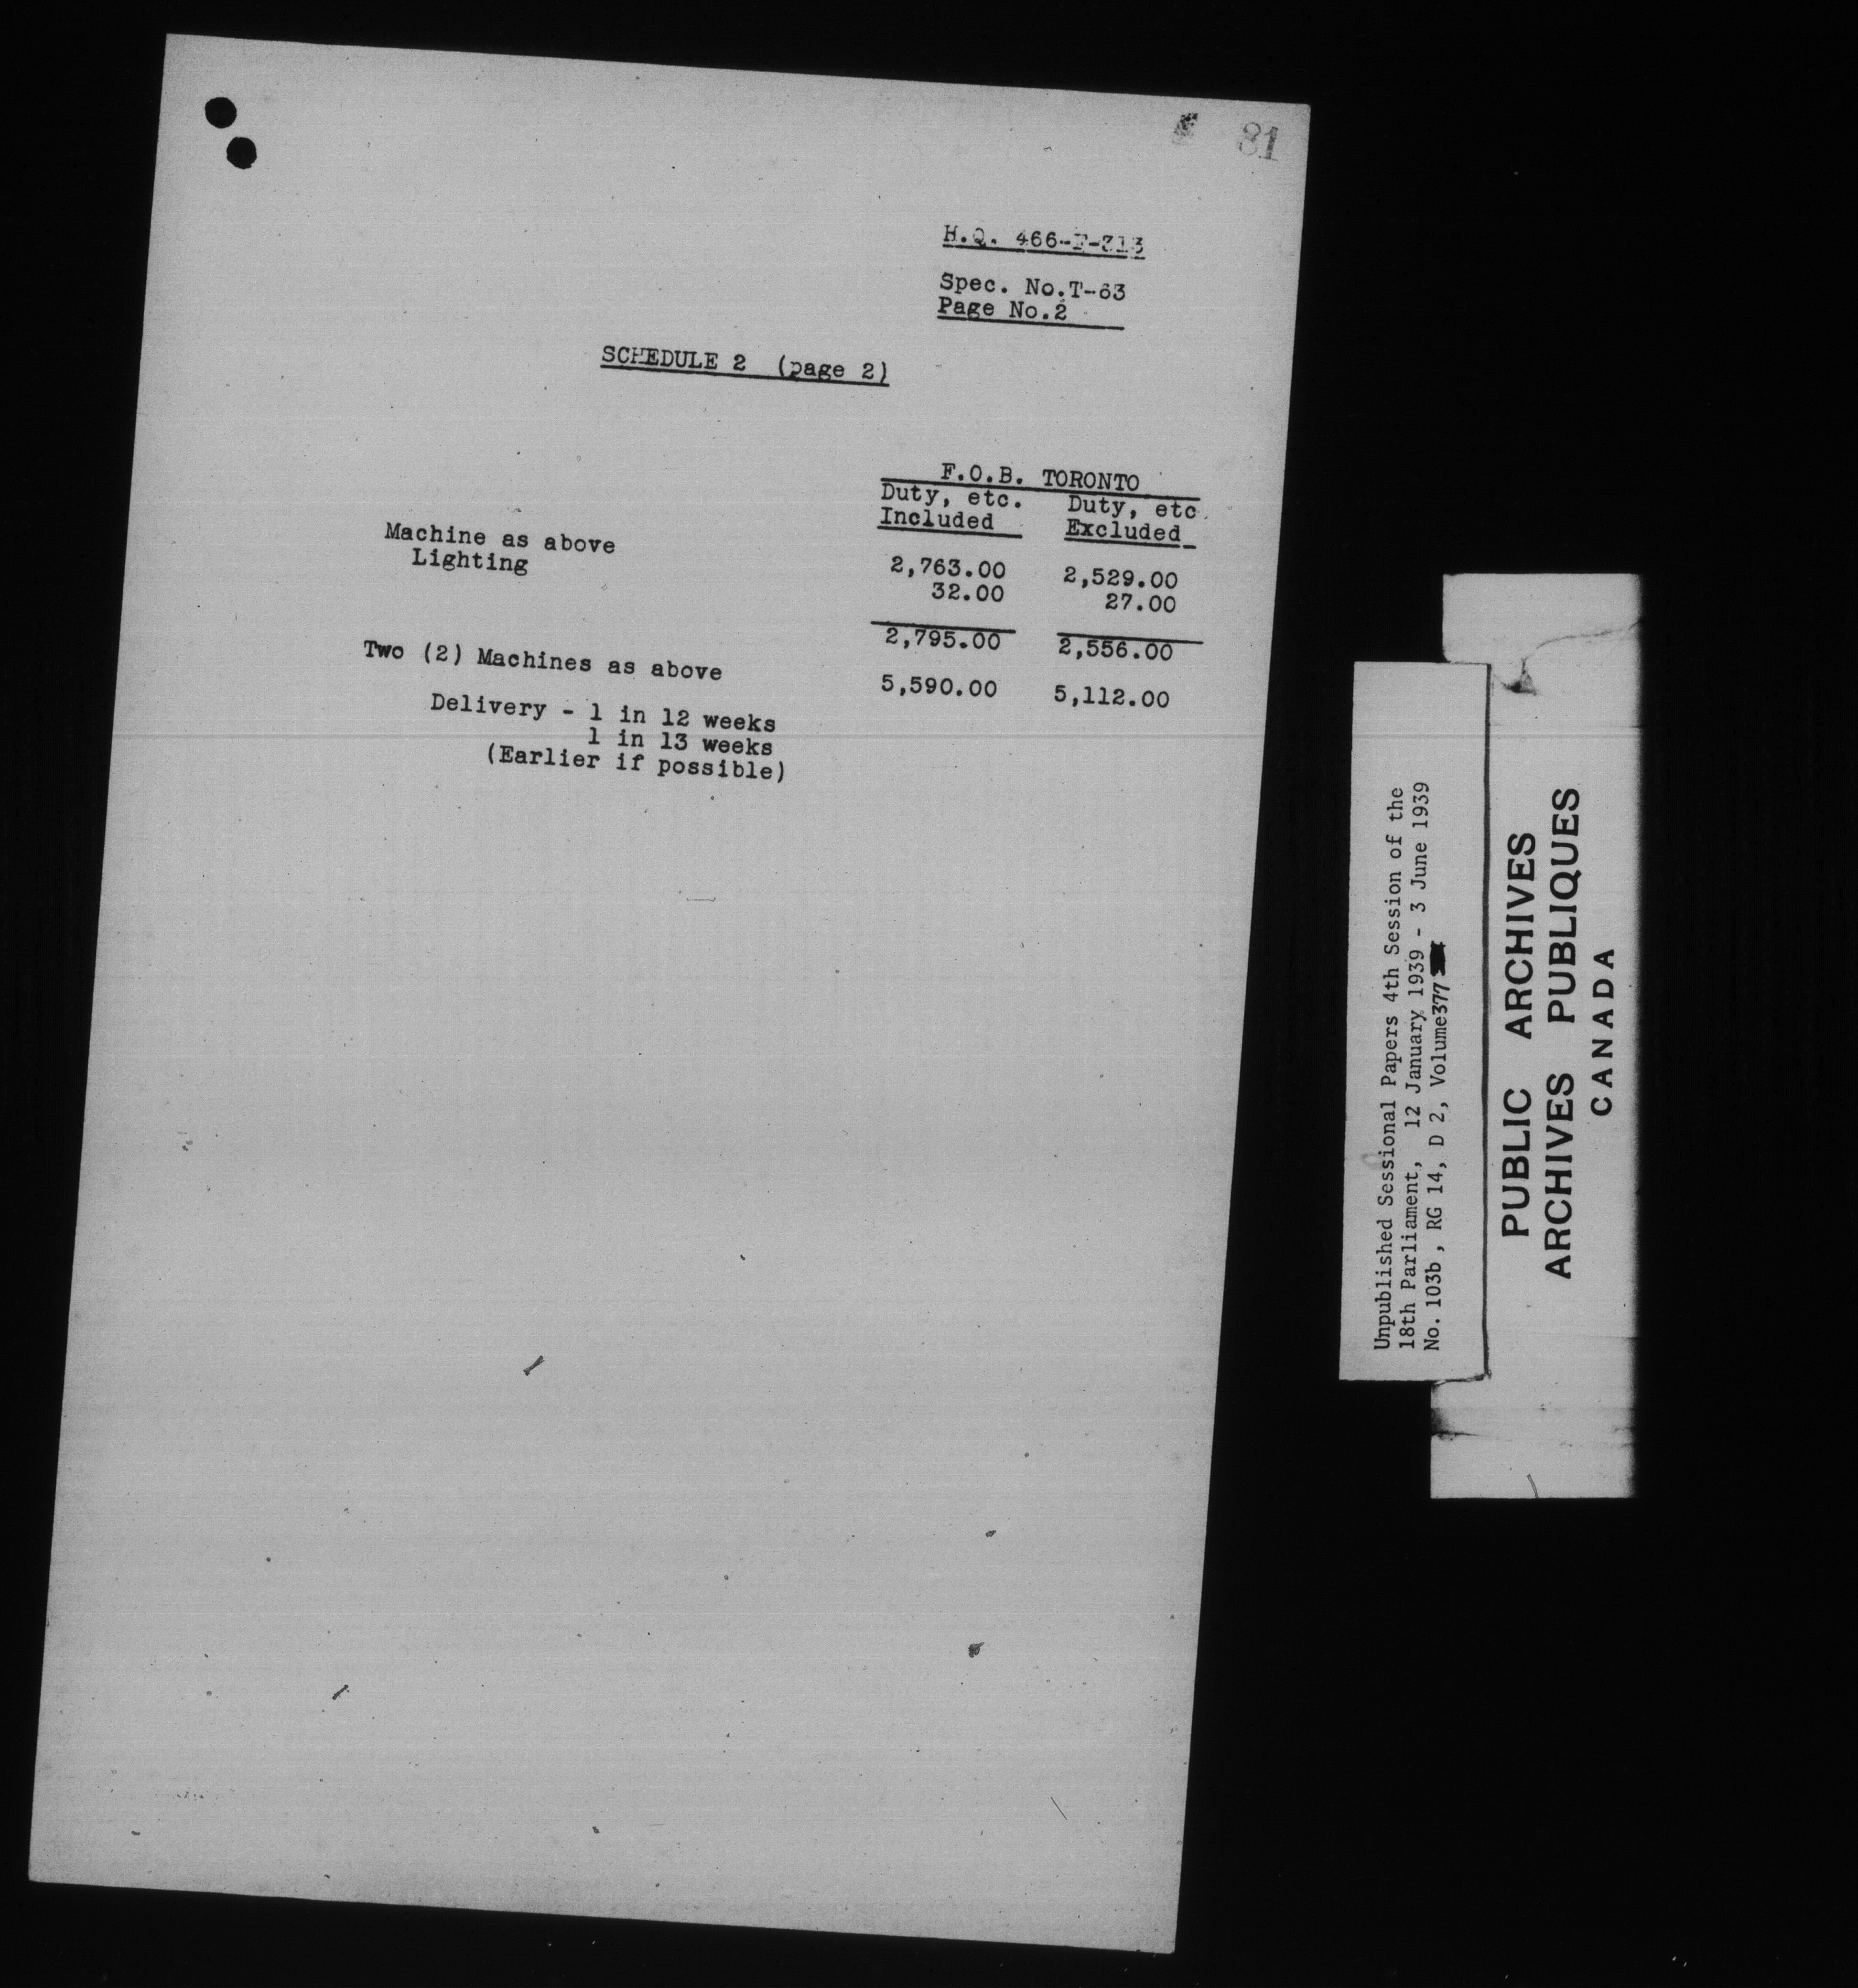 81
H.Q. 466-F-313
Spec. No.T-63
Page No.2
SCHEDULE 2 (page 2)
F.O.B. TORONTO
Duty, etc. Duty, etc.
Included Excluded
Machine as above 2,763.00 2,529.00
Lighting 32.00 27.00
2,795.00 2,556.00
Two (2) Machines as above 5,590.00 5,112.00
Delivery - 1 in 12 weeks
1 in 13 weeks
(Earlier if possible)
Unpublished Sessional Papers 4th Session of the
18th Parliament, 12 January 1939 - 3 June 1939
No. 103b, RG 14, D 2, Volume 377
PUBLIC ARCHIVES
ARCHIVES PUBLIQUES
CANADA